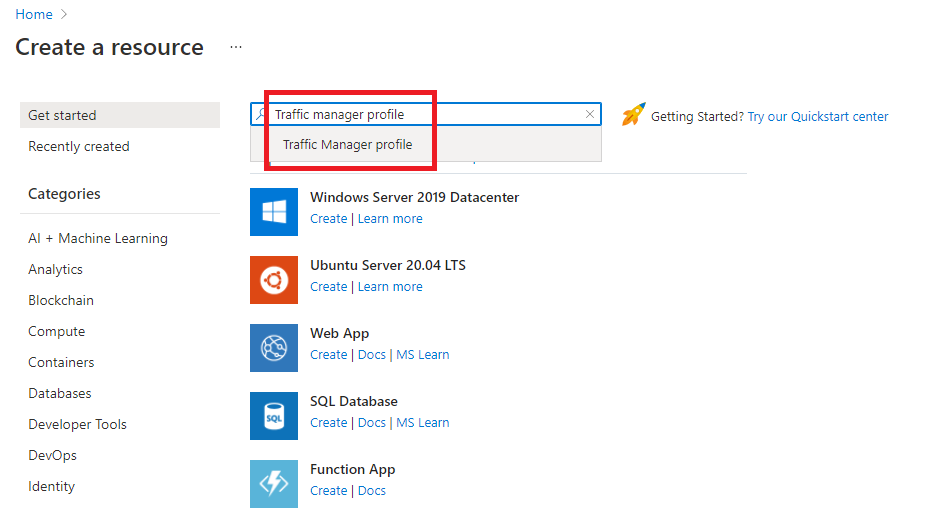 Home >
Create a resource ...
Get started
Recently created
Categories
AI + Machine Learning
Analytics
Blockchain
Compute
Containers
Databases
Developer Tools
DevOps
Identity
Traffic manager profile
Traffic Manager profile
Getting Started? Try our Quickstart center
Windows Server 2019 Datacenter
Create | Learn more
Ubuntu Server 20.04 LTS
Create | Learn more
Web App
Create | Docs | MS Learn
SQL
SQL Database
Create | Docs | MS Learn
Function App
Create | Docs